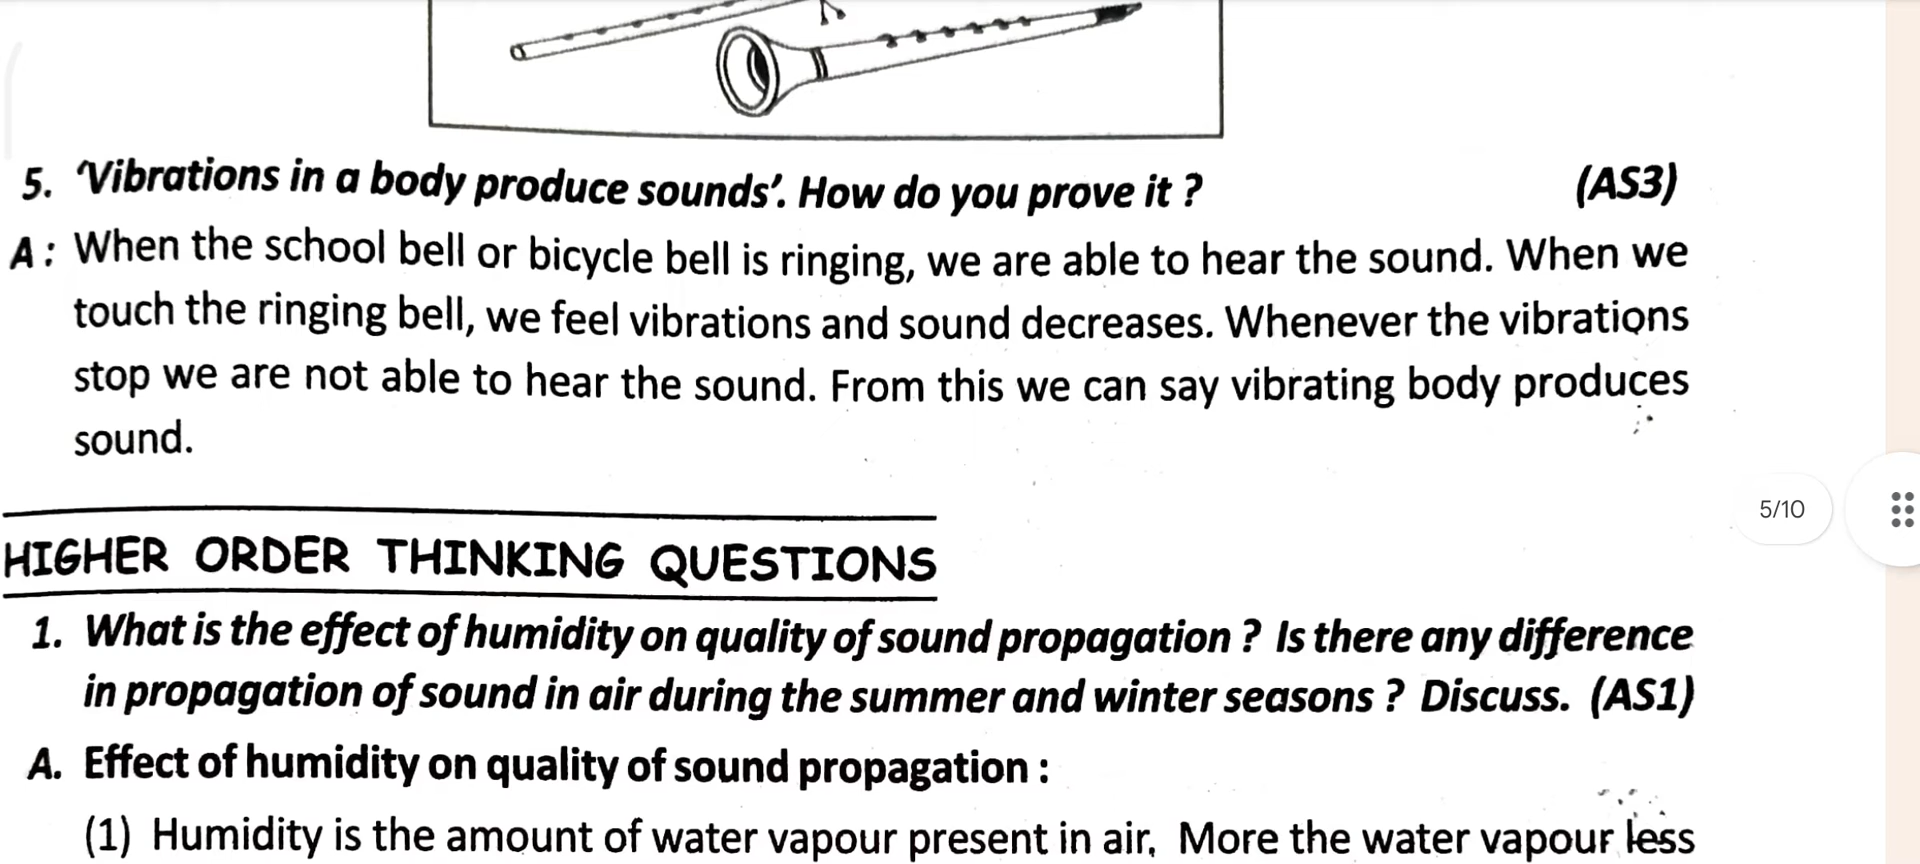 5. ‘Vibrations in a body produce sounds’. How do you prove it ? (AS3)
A : When the school bell or bicycle bell is ringing, we are able to hear the sound. When we
touch the ringing bell, we feel vibrations and sound decreases. Whenever the vibrations
stop we are not able to hear the sound. From this we can say vibrating body produces
sound.
5/10
HIGHER ORDER THINKING QUESTIONS
1. What is the effect of humidity on quality of sound propagation ? Is there any difference
in propagation of sound in air during the summer and winter seasons ? Discuss. (AS1)
A. Effect of humidity on quality of sound propagation :
(1) Humidity is the amount of water vapour present in air. More the water vapour less